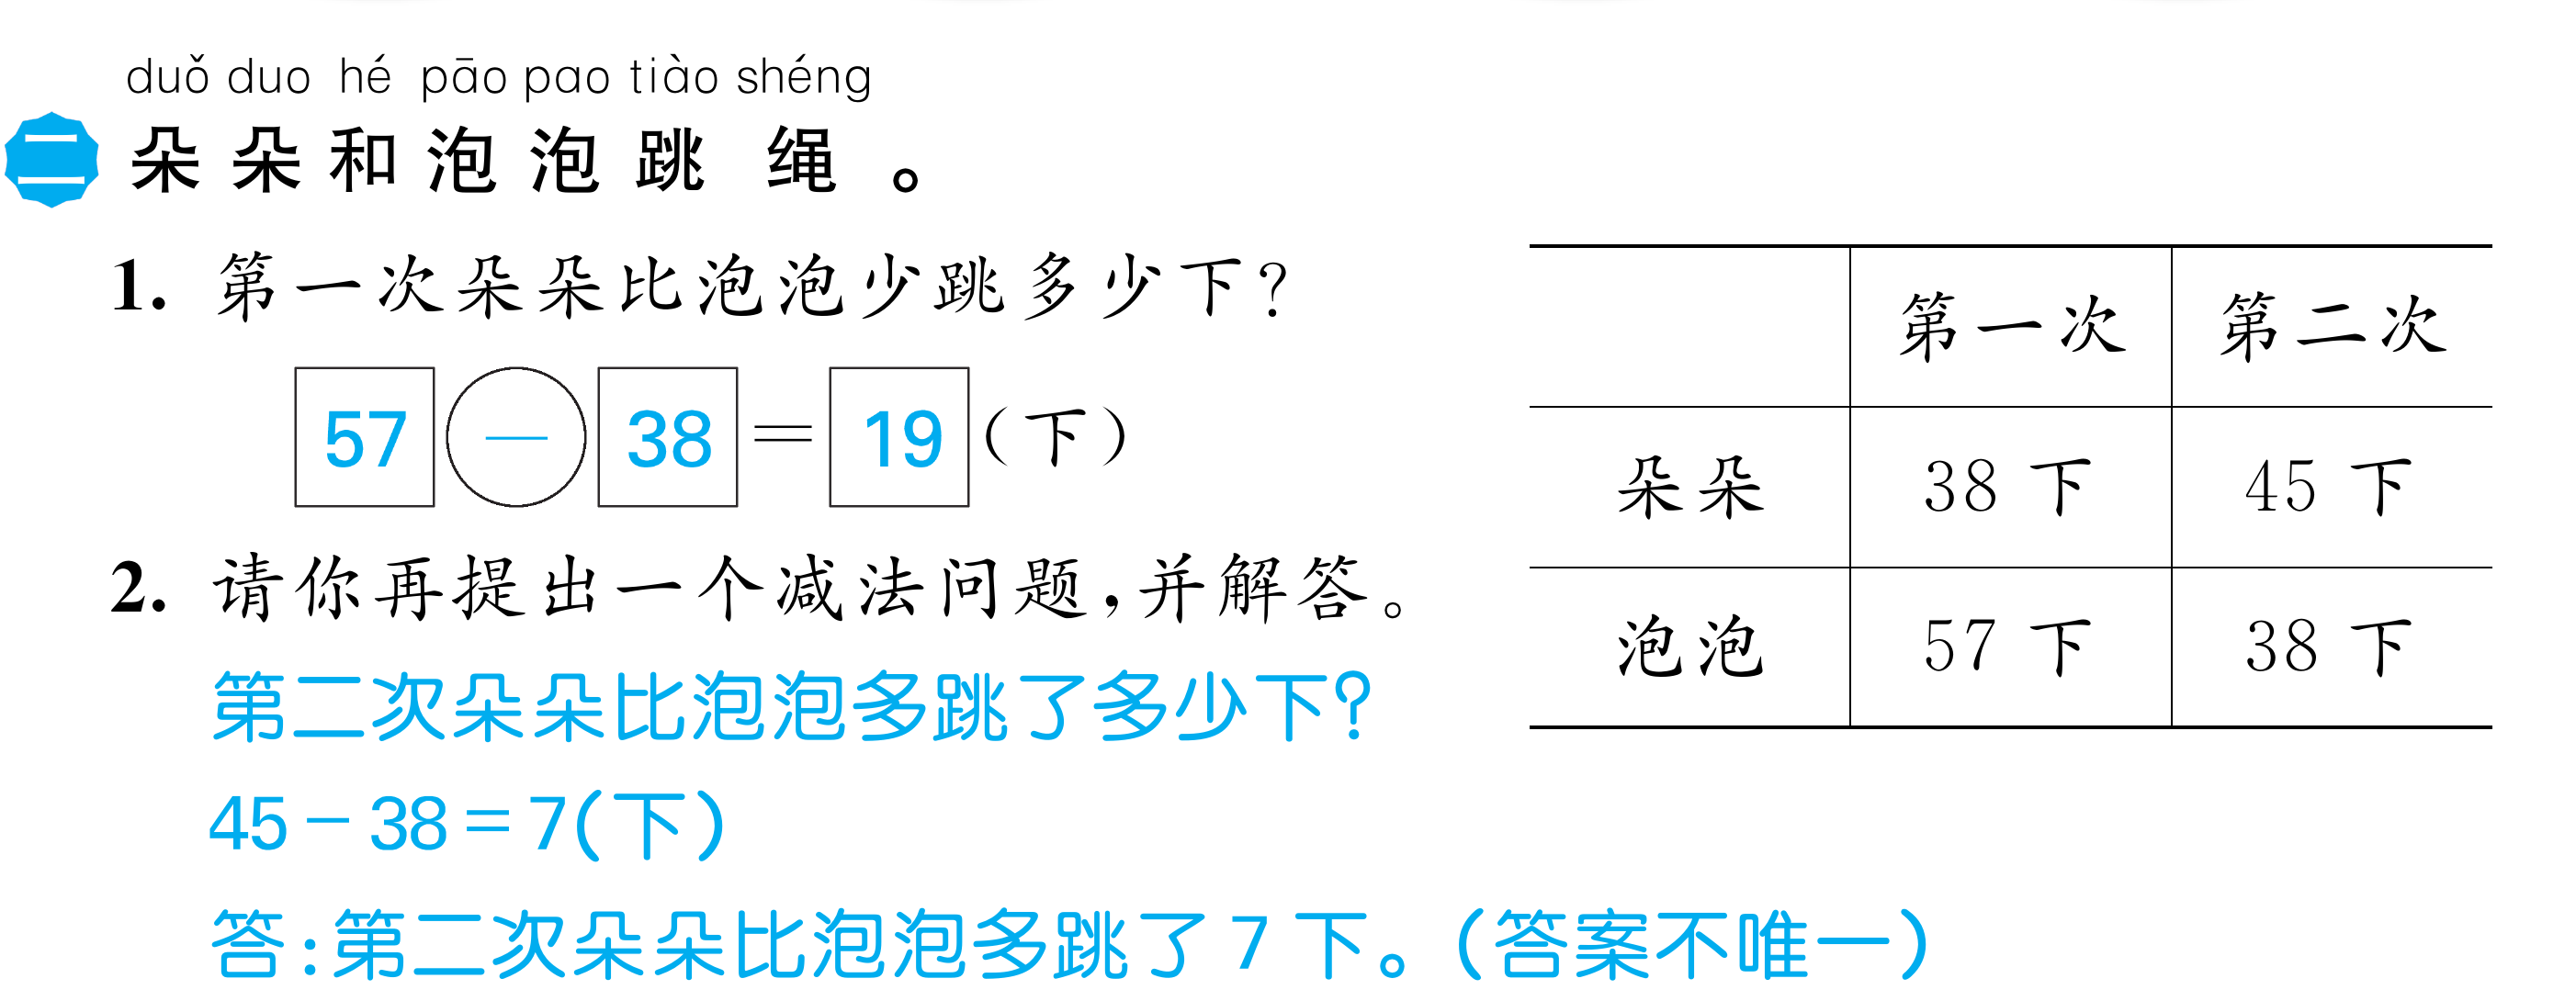 duǒ duo hé pāo pao tiào shéng
二 朵朵和泡泡跳绳。
1. 第一次朵朵比泡泡少跳多少下?
57 － 38 = 19 (下)
2. 请你再提出一个减法问题,并解答。
第二次朵朵比泡泡多跳了多少下?
45－38＝7(下)
答:第二次朵朵比泡泡多跳了 7 下。(答案不唯一)
第一次 第二次
朵朵 38 下 45 下
泡泡 57 下 38 下